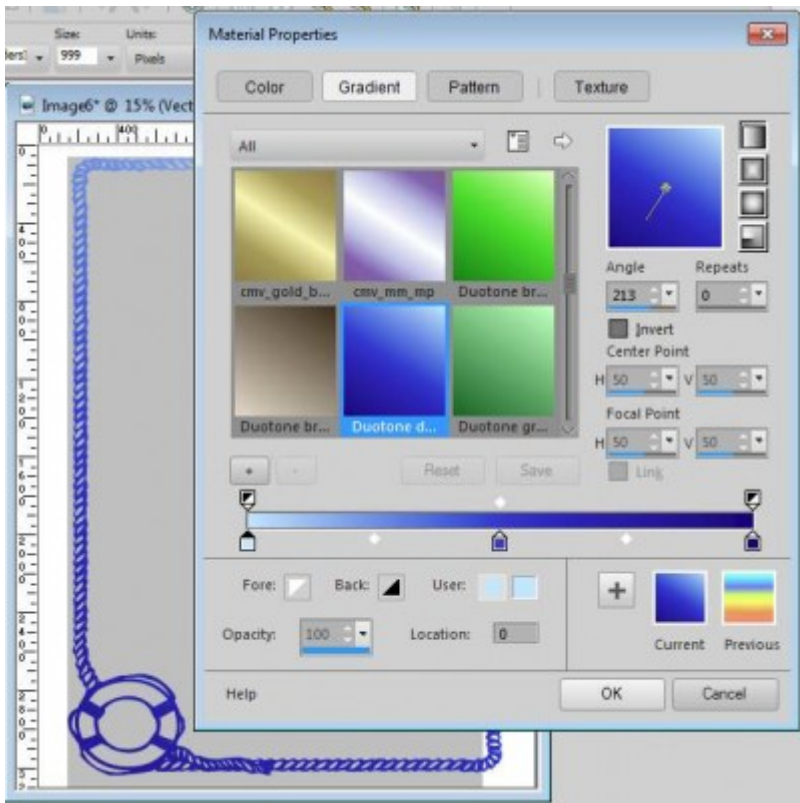 Size: Units:
999 Pixels
Image6* @ 15% (Vect
Material Properties
Color Gradient Pattern Texture
All
cmv_gold_b... cmv_mm_mp Duotone br...
Duotone br... Duotone d... Duotone gr...
Angle Repeats
213 0
Invert
Center Point
H 50 V 50
Focal Point
H 50 V 50
Link
Reset Save
Fore: Back: User:
Opacity: 100 Location: 0
Current Previous
Help OK Cancel